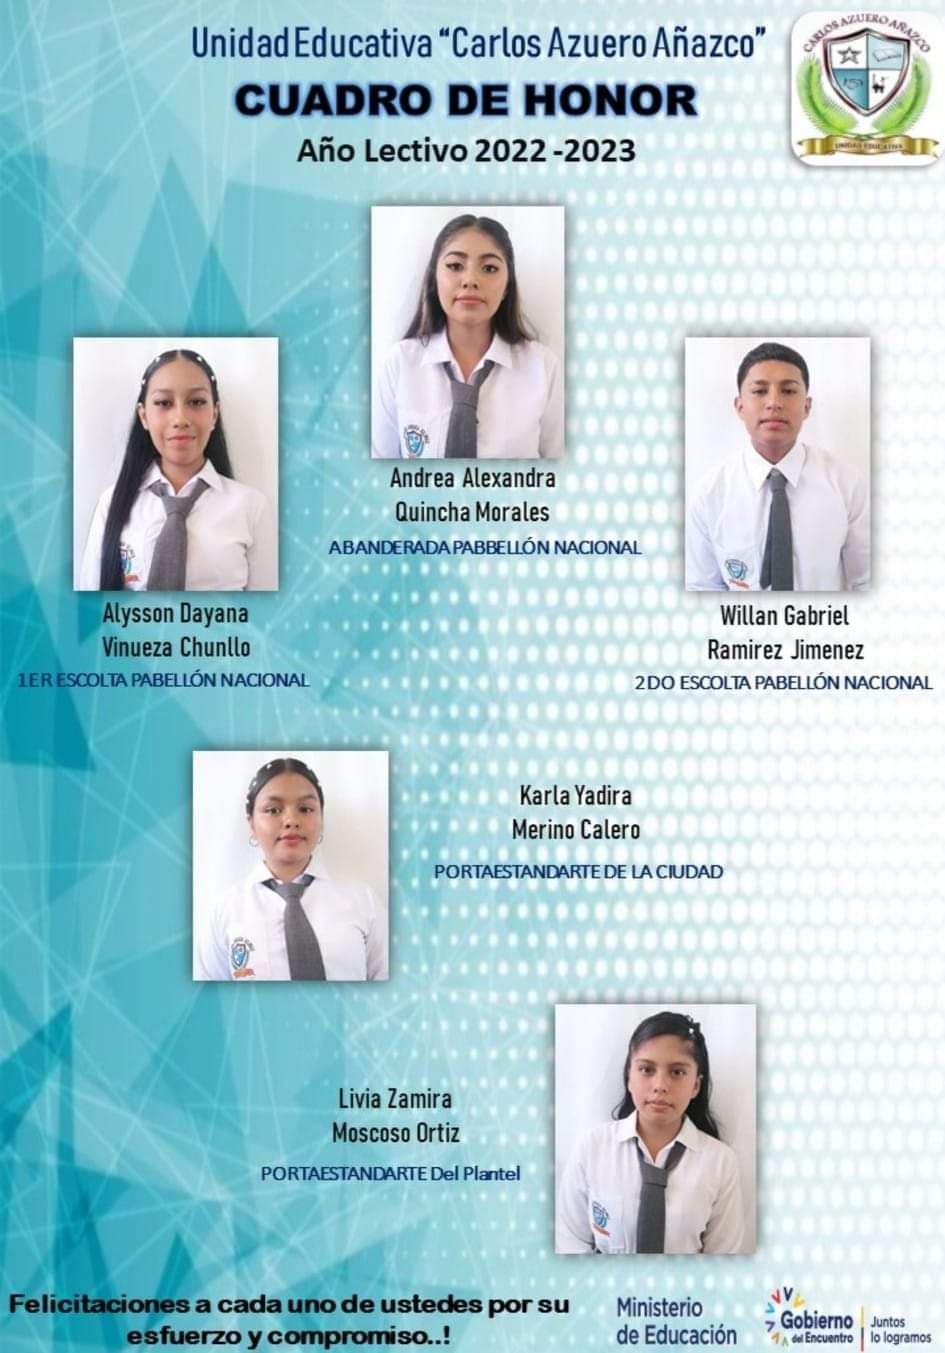 Unidad Educativa “Carlos Azuero Añazco”
CUADRO DE HONOR
Año Lectivo 2022 -2023
CARLOS AZUERO AÑAZCO
UNIDAD EDUCATIVA
Andrea Alexandra
Quincha Morales
ABANDERADA PABBELLÓN NACIONAL
Alysson Dayana
Vinueza Chunllo
1ER ESCOLTA PABELLÓN NACIONAL
Willan Gabriel
Ramirez Jimenez
2DO ESCOLTA PABELLÓN NACIONAL
Karla Yadira
Merino Calero
PORTAESTANDARTE DE LA CIUDAD
Livia Zamira
Moscoso Ortiz
PORTAESTANDARTE Del Plantel
Felicitaciones a cada uno de ustedes por su
esfuerzo y compromiso..!
Ministerio
de Educación
Gobierno
del Encuentro
Juntos
lo logramos